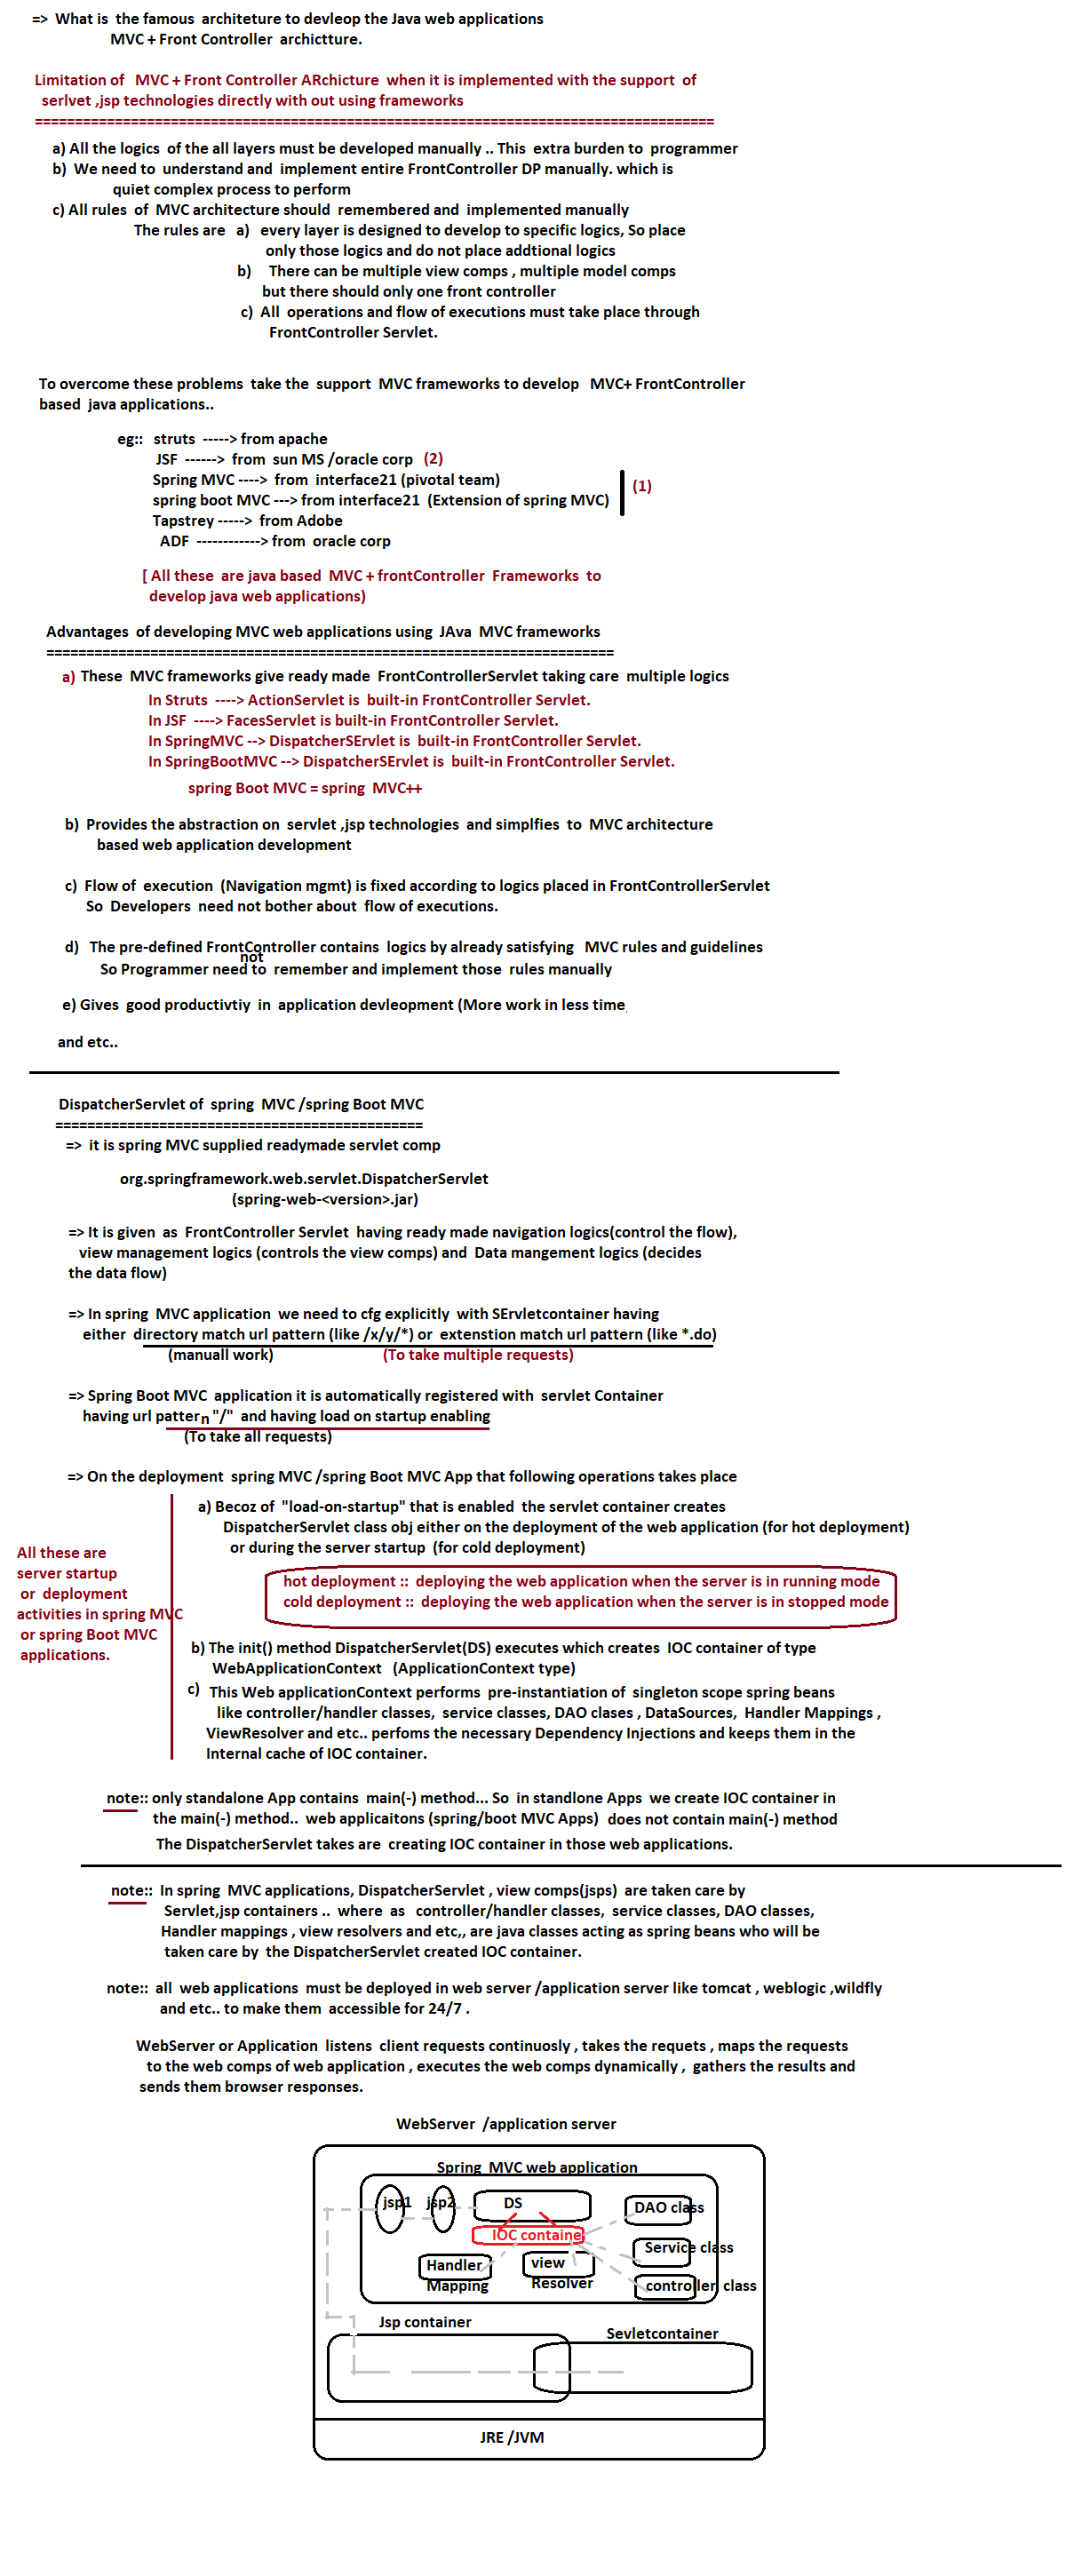 => What is the famous architeture to devleop the Java web applications
MVC + Front Controller archictture.
Limitation of MVC + Front Controller ARchicture when it is implemented with the support of
serlvet ,jsp technologies directly with out using frameworks
=====================================================================================
a) All the logics of the all layers must be developed manually .. This extra burden to programmer
b) We need to understand and implement entire FrontController DP manually. which is
quiet complex process to perform
c) All rules of MVC architecture should remembered and implemented manually
The rules are a) every layer is designed to develop to specific logics, So place
only those logics and do not place addtional logics
b) There can be multiple view comps , multiple model comps
but there should only one front controller
c) All operations and flow of executions must take place through
FrontController Servlet.
To overcome these problems take the support MVC frameworks to develop MVC+ FrontController
based java applications..
eg:: struts -----> from apache
JSF ------> from sun MS /oracle corp (2)
Spring MVC ----> from interface21 (pivotal team)
(1)
spring boot MVC ---> from interface21 (Extension of spring MVC)
Tapstrey -----> from Adobe
ADF ------------> from oracle corp
[ All these are java based MVC + frontController Frameworks to
develop java web applications)
Advantages of developing MVC web applications using JAva MVC frameworks
=======================================================================
a) These MVC frameworks give ready made FrontControllerServlet taking care multiple logics
In Struts ----> ActionServlet is built-in FrontController Servlet.
In JSF ----> FacesServlet is built-in FrontController Servlet.
In SpringMVC --> DispatcherSErvlet is built-in FrontController Servlet.
In SpringBootMVC --> DispatcherSErvlet is built-in FrontController Servlet.
spring Boot MVC = spring MVC++
b) Provides the abstraction on servlet ,jsp technologies and simplfies to MVC architecture
based web application development
c) Flow of execution (Navigation mgmt) is fixed according to logics placed in FrontControllerServlet
So Developers need not bother about flow of executions.
d) The pre-defined FrontController contains logics by already satisfying MVC rules and guidelines
not
So Programmer need to remember and implement those rules manually
e) Gives good productivtiy in application devleopment (More work in less time
and etc..
DispatcherServlet of spring MVC /spring Boot MVC
==============================================
=> it is spring MVC supplied readymade servlet comp
org.springframework.web.servlet.DispatcherServlet
(spring-web-<version>.jar)
=> It is given as FrontController Servlet having ready made navigation logics(control the flow),
view management logics (controls the view comps) and Data mangement logics (decides
the data flow)
=> In spring MVC application we need to cfg explicitly with SErvletcontainer having
either directory match url pattern (like /x/y/*) or extenstion match url pattern (like *.do)
(manuall work) (To take multiple requests)
=> Spring Boot MVC application it is automatically registered with servlet Container
having url pattern "/" and having load on startup enabling
(To take all requests)
=> On the deployment spring MVC /spring Boot MVC App that following operations takes place
a) Becoz of "load-on-startup" that is enabled the servlet container creates
DispatcherServlet class obj either on the deployment of the web application (for hot deployment)
or during the server startup (for cold deployment)
All these are
server startup
or deployment
activities in spring MVC
or spring Boot MVC
applications.
hot deployment :: deploying the web application when the server is in running mode
cold deployment :: deploying the web application when the server is in stopped mode
b) The init() method DispatcherServlet(DS) executes which creates IOC container of type
WebApplicationContext (ApplicationContext type)
c) This Web applicationContext performs pre-instantiation of singleton scope spring beans
like controller/handler classes, service classes, DAO clases , DataSources, Handler Mappings ,
ViewResolver and etc.. perfoms the necessary Dependency Injections and keeps them in the
Internal cache of IOC container.
note:: only standalone App contains main(-) method... So in standlone Apps we create IOC container in
the main(-) method.. web applicaitons (spring/boot MVC Apps) does not contain main(-) method
The DispatcherServlet takes are creating IOC container in those web applications.
note:: In spring MVC applications, DispatcherServlet , view comps(jsps) are taken care by
Servlet,jsp containers .. where as controller/handler classes, service classes, DAO classes,
Handler mappings , view resolvers and etc,, are java classes acting as spring beans who will be
taken care by the DispatcherServlet created IOC container.
note:: all web applications must be deployed in web server /application server like tomcat , weblogic ,wildfly
and etc.. to make them accessible for 24/7 .
WebServer or Application listens client requests continuosly , takes the requets , maps the requests
to the web comps of web application , executes the web comps dynamically , gathers the results and
sends them browser responses.
WebServer /application server
Spring MVC web application
jsp1 jsp2 DS DAO class
IOC containe
Service class
Handler view
Mapping Resolver controller class
Jsp container
Sevletcontainer
JRE /JVM